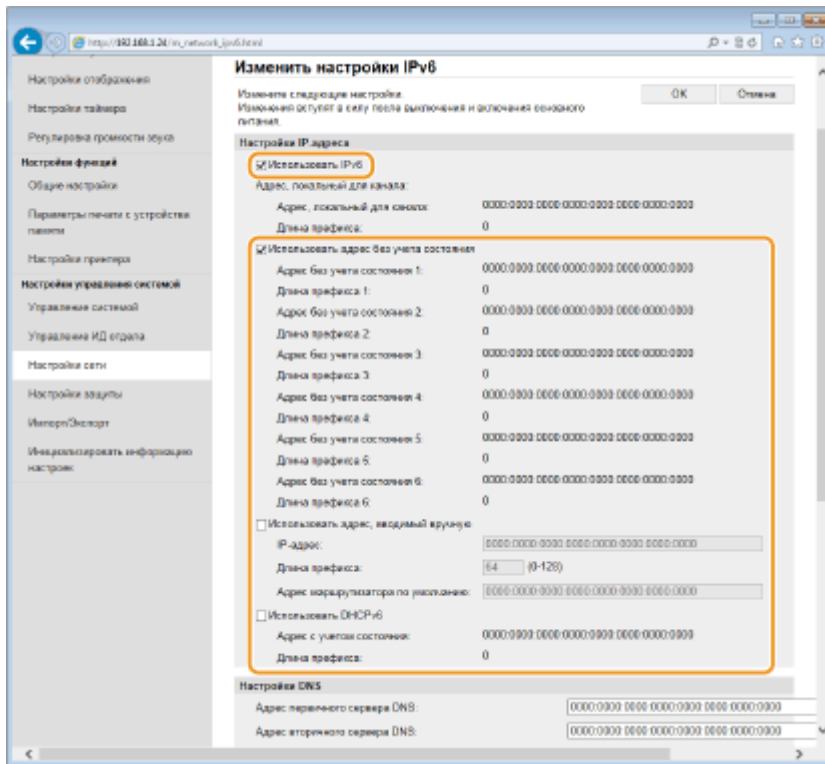 http://192.168.1.24/m_network_ipv6.html
Настройки отображения
Настройки таймера
Регулировка громкости звука
Настройки функций
Общие настройки
Параметры печати с устройства
памяти
Настройки принтера
Настройки управления системой
Управление системой
Управление ИД отдела
Настройки сети
Настройки защиты
Импорт/Экспорт
Инициализировать информацию
настроек
Изменить настройки IPv6
Измените следующие настройки.
Изменения вступят в силу после выключения и включения основного
питания.
OK
Отмена
Настройки IP-адреса
Использовать IPv6
Адрес, локальный для канала:
Адрес, локальный для канала: 0000:0000:0000:0000:0000:0000:0000:0000
Длина префикса: 0
Использовать адрес без учета состояния
Адрес без учета состояния 1: 0000:0000:0000:0000:0000:0000:0000:0000
Длина префикса 1: 0
Адрес без учета состояния 2: 0000:0000:0000:0000:0000:0000:0000:0000
Длина префикса 2: 0
Адрес без учета состояния 3: 0000:0000:0000:0000:0000:0000:0000:0000
Длина префикса 3: 0
Адрес без учета состояния 4: 0000:0000:0000:0000:0000:0000:0000:0000
Длина префикса 4: 0
Адрес без учета состояния 5: 0000:0000:0000:0000:0000:0000:0000:0000
Длина префикса 5: 0
Адрес без учета состояния 6: 0000:0000:0000:0000:0000:0000:0000:0000
Длина префикса 6: 0
Использовать адрес, вводимый вручную
IP-адрес: 0000:0000:0000:0000:0000:0000:0000:0000
Длина префикса: 64 (0-128)
Адрес маршрутизатора по умолчанию: 0000:0000:0000:0000:0000:0000:0000:0000
Использовать DHCPv6
Адрес с учетом состояния: 0000:0000:0000:0000:0000:0000:0000:0000
Длина префикса: 0
Настройки DNS
Адрес первичного сервера DNS: 0000:0000:0000:0000:0000:0000:0000:0000
Адрес вторичного сервера DNS: 0000:0000:0000:0000:0000:0000:0000:0000